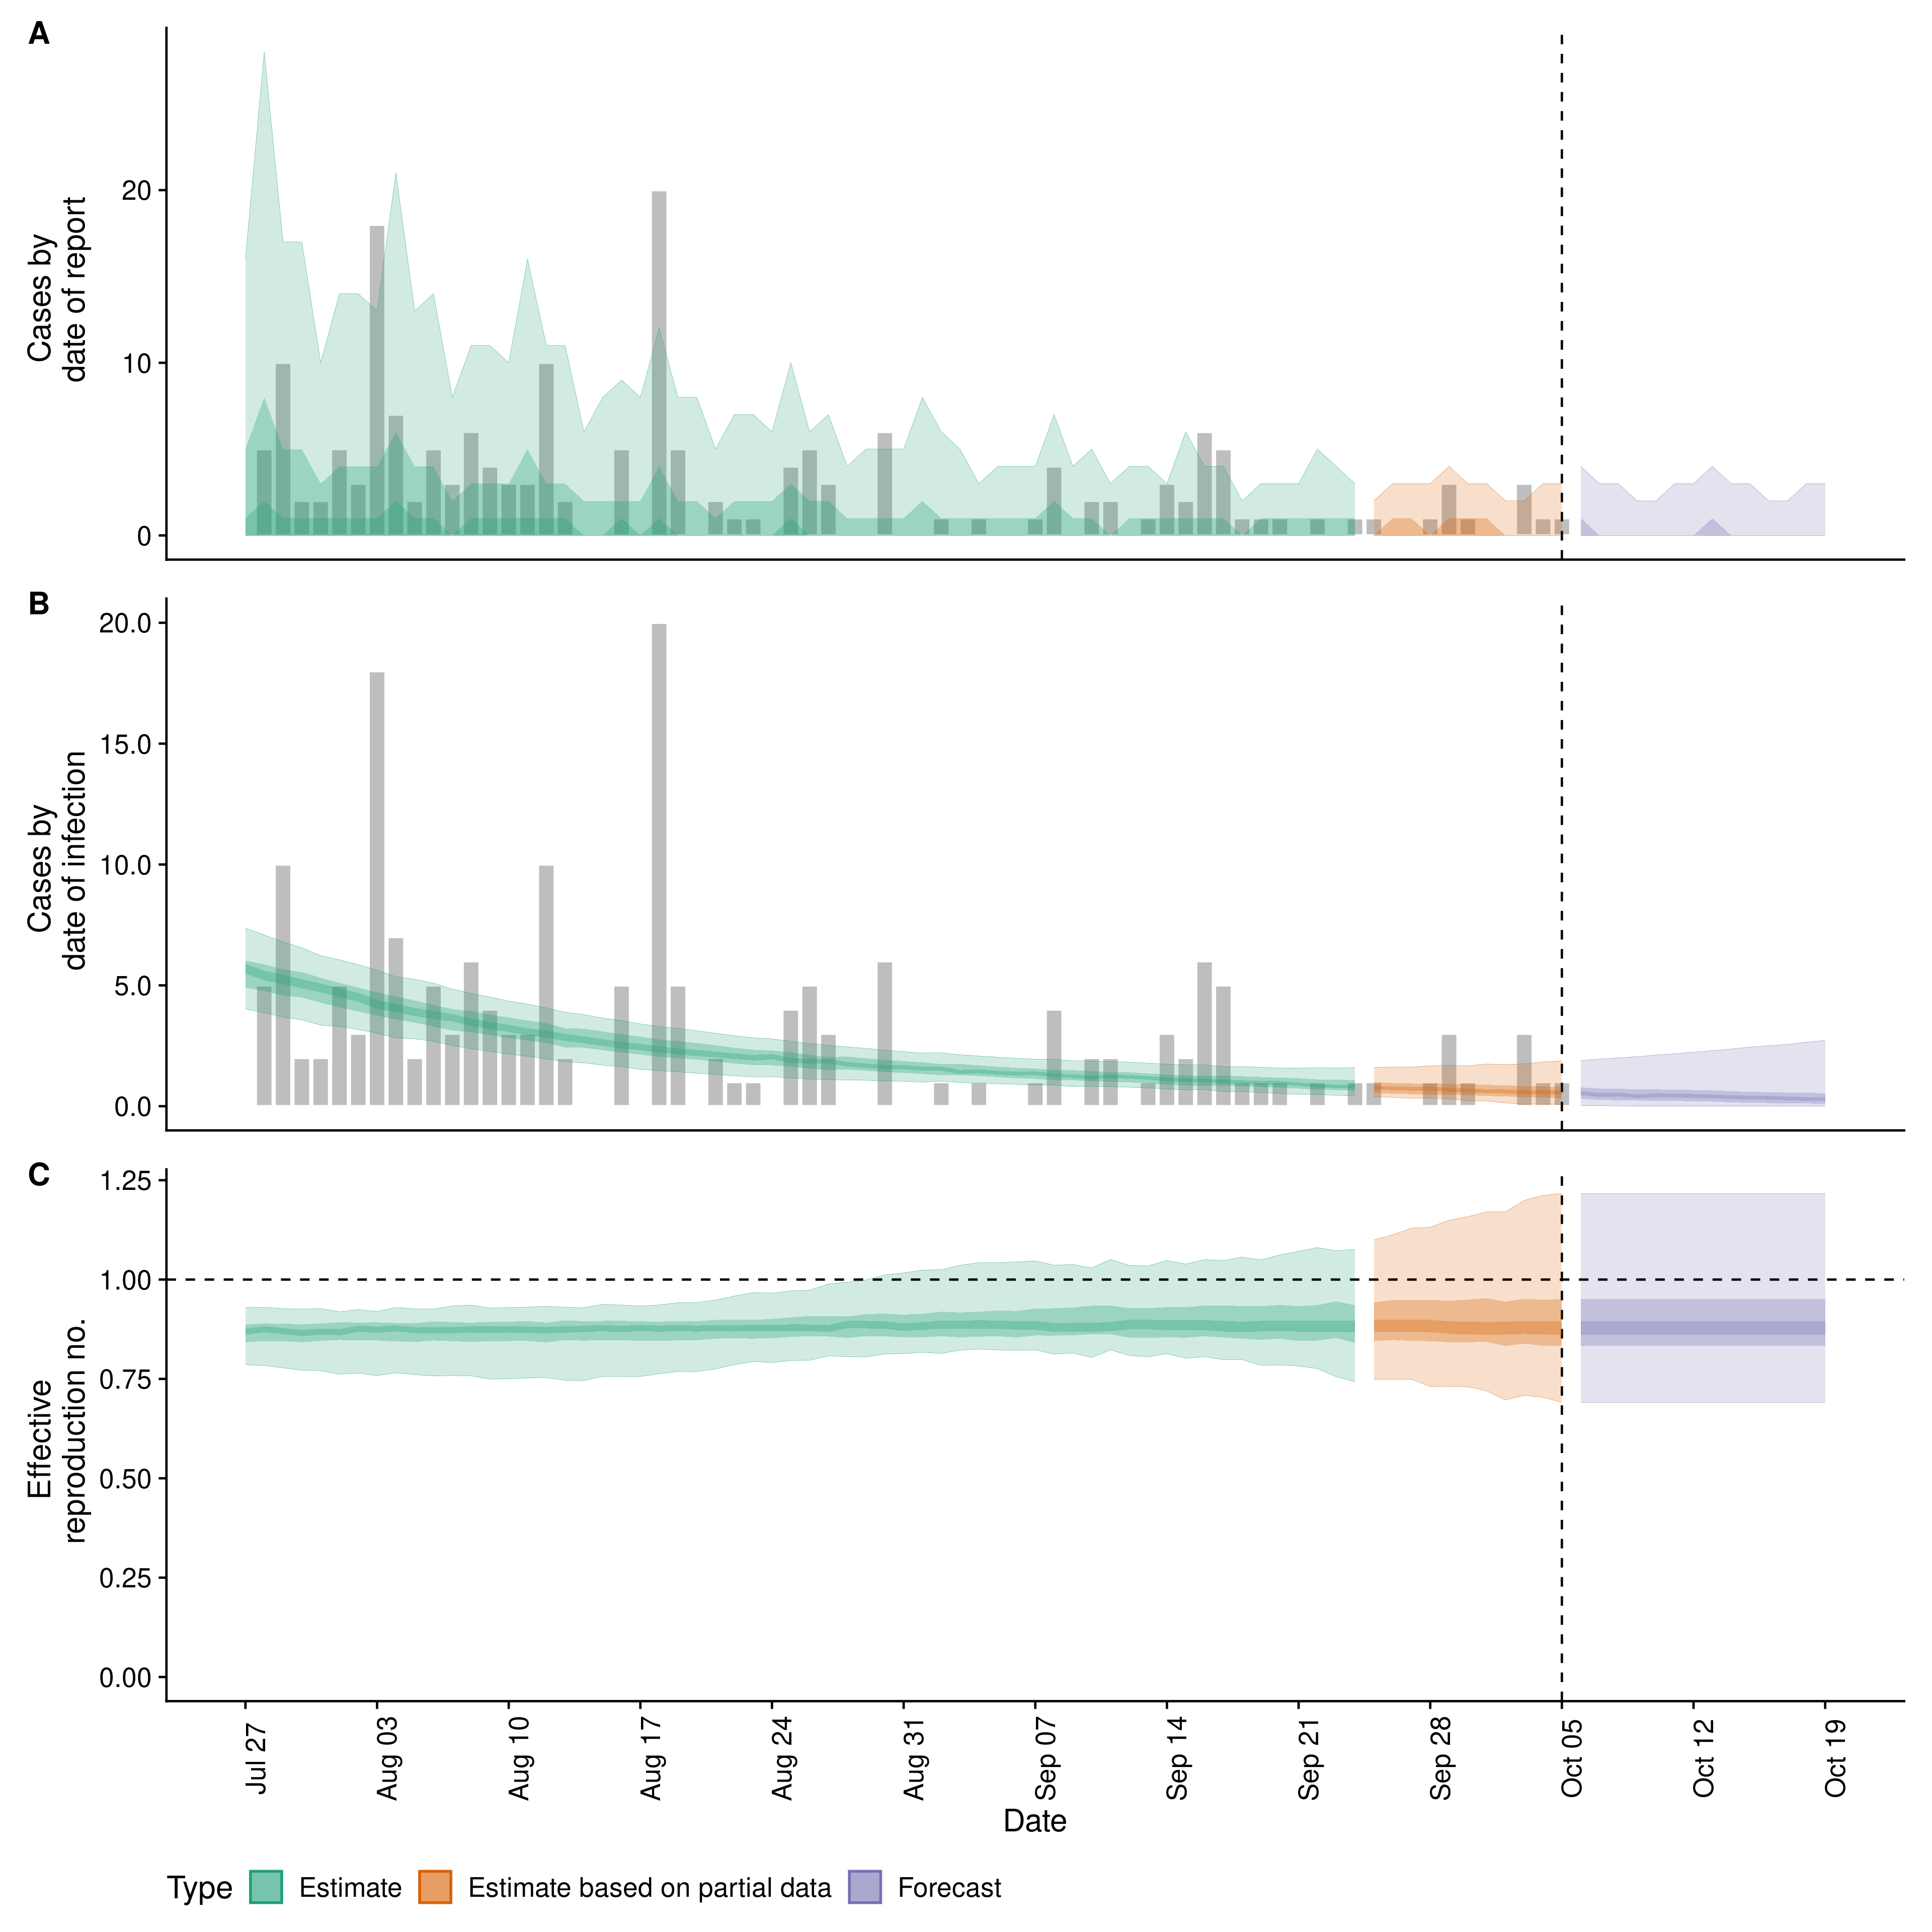 A
Cases by
date of report
20
10
0
B
Cases by
date of infection
20.0
15.0
10.0
5.0
0.0
C
Effective
reproduction no.
1.25
1.00
0.75
0.50
0.25
0.00
Jul 27
Aug 03
Aug 10
Aug 17
Aug 24
Aug 31
Sep 07
Sep 14
Sep 21
Sep 28
Oct 05
Oct 12
Oct 19
Date
Type Estimate Estimate based on partial data Forecast